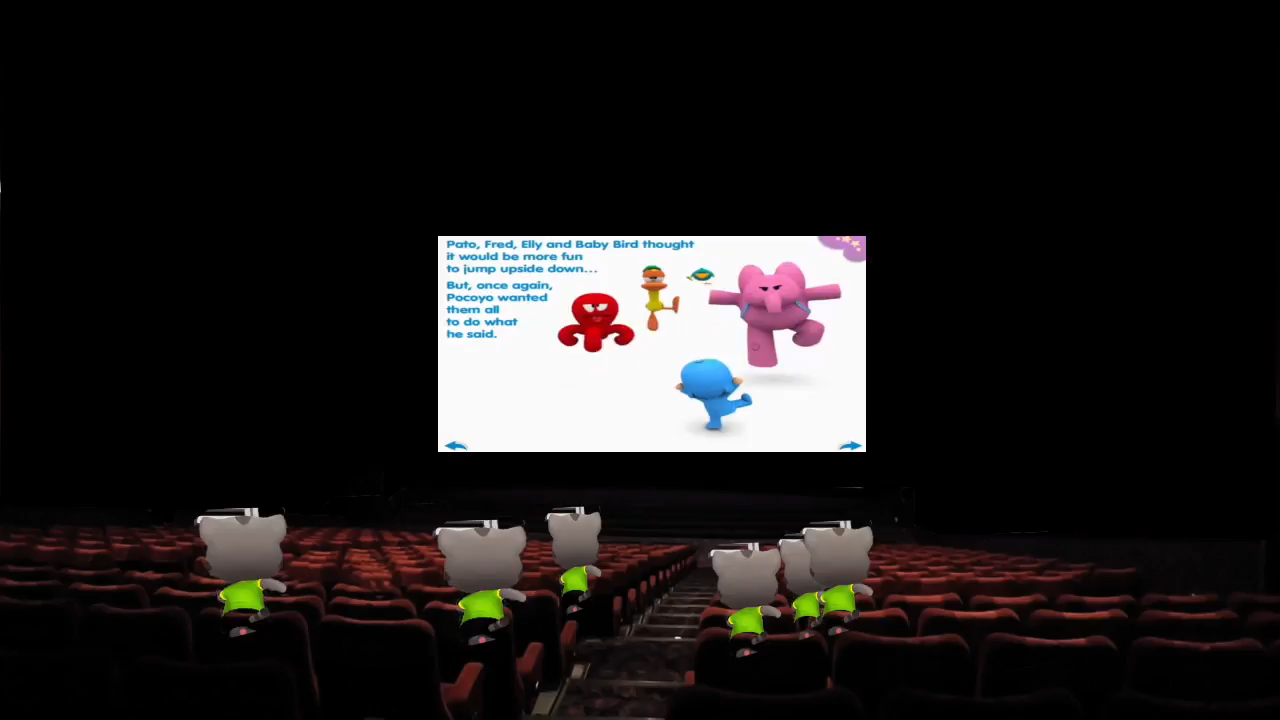 Pato, Fred, Elly and Baby Bird thought
it would be more fun
to jump upside down...
But, once again,
Pocoyo wanted
them all
to do what
he said.